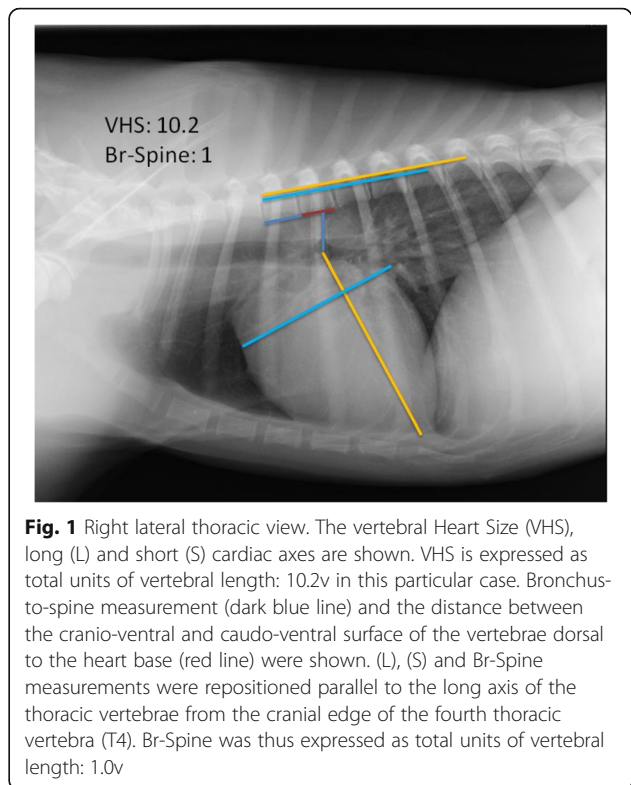 VHS: 10.2
Br-Spine: 1
Fig. 1 Right lateral thoracic view. The vertebral Heart Size (VHS),
long (L) and short (S) cardiac axes are shown. VHS is expressed as
total units of vertebral length: 10.2v in this particular case. Bronchus-
to-spine measurement (dark blue line) and the distance between
the cranio-ventral and caudo-ventral surface of the vertebrae dorsal
to the heart base (red line) were shown. (L), (S) and Br-Spine
measurements were repositioned parallel to the long axis of the
thoracic vertebrae from the cranial edge of the fourth thoracic
vertebra (T4). Br-Spine was thus expressed as total units of vertebral
length: 1.0v